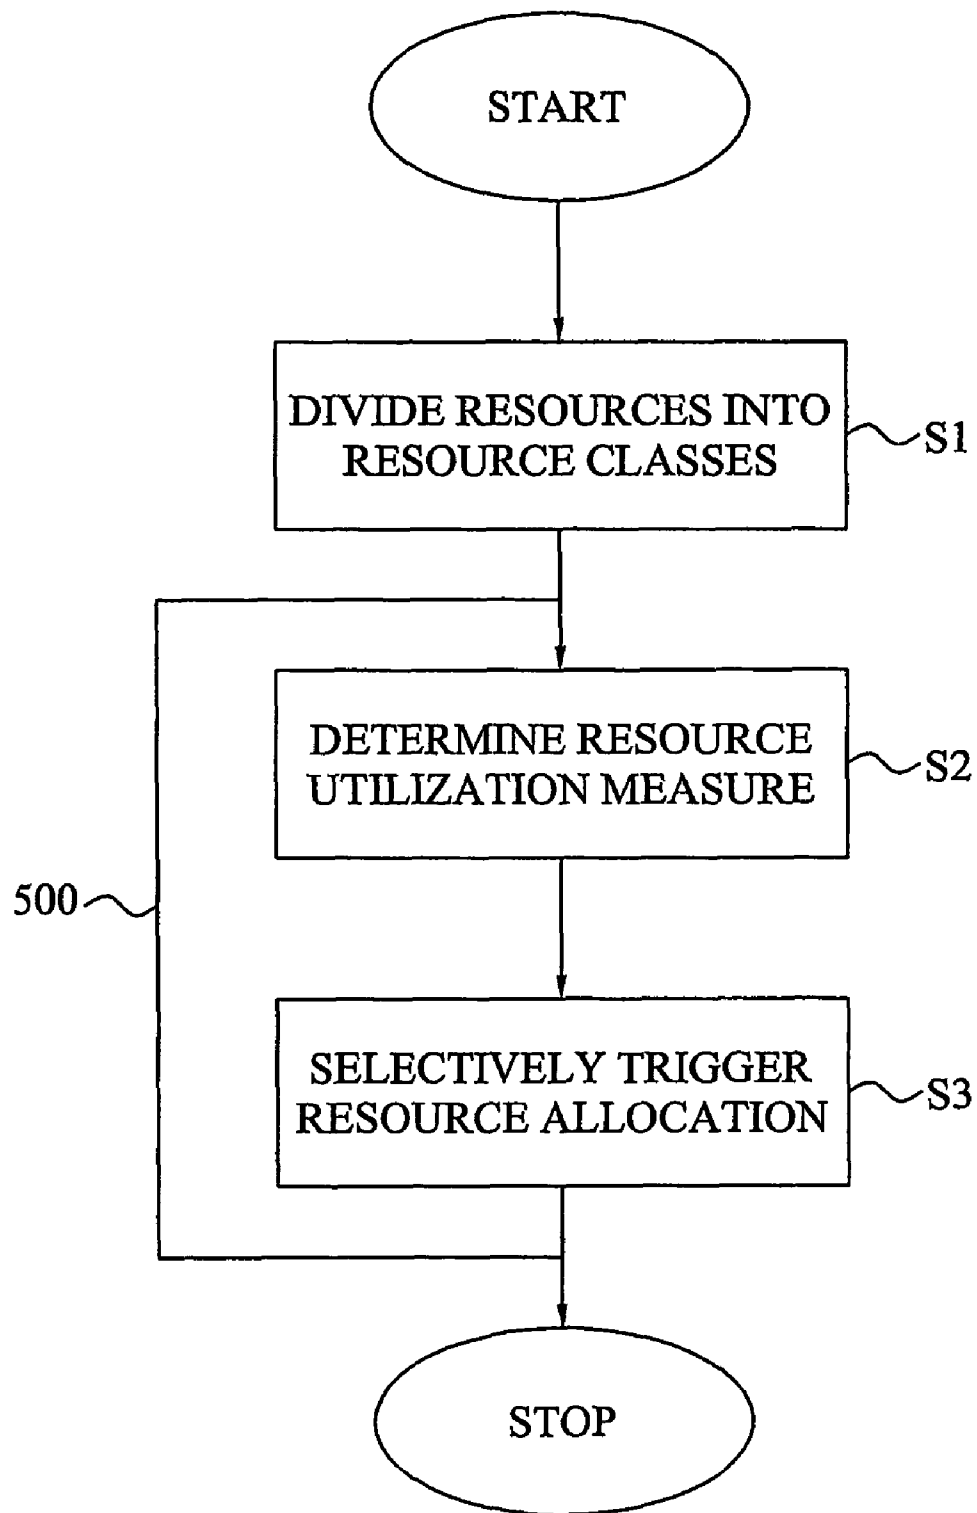 START
DIVIDE RESOURCES INTO
RESOURCE CLASSES
S1
DETERMINE RESOURCE
UTILIZATION MEASURE
S2
500
SELECTIVELY TRIGGER
RESOURCE ALLOCATION
S3
STOP